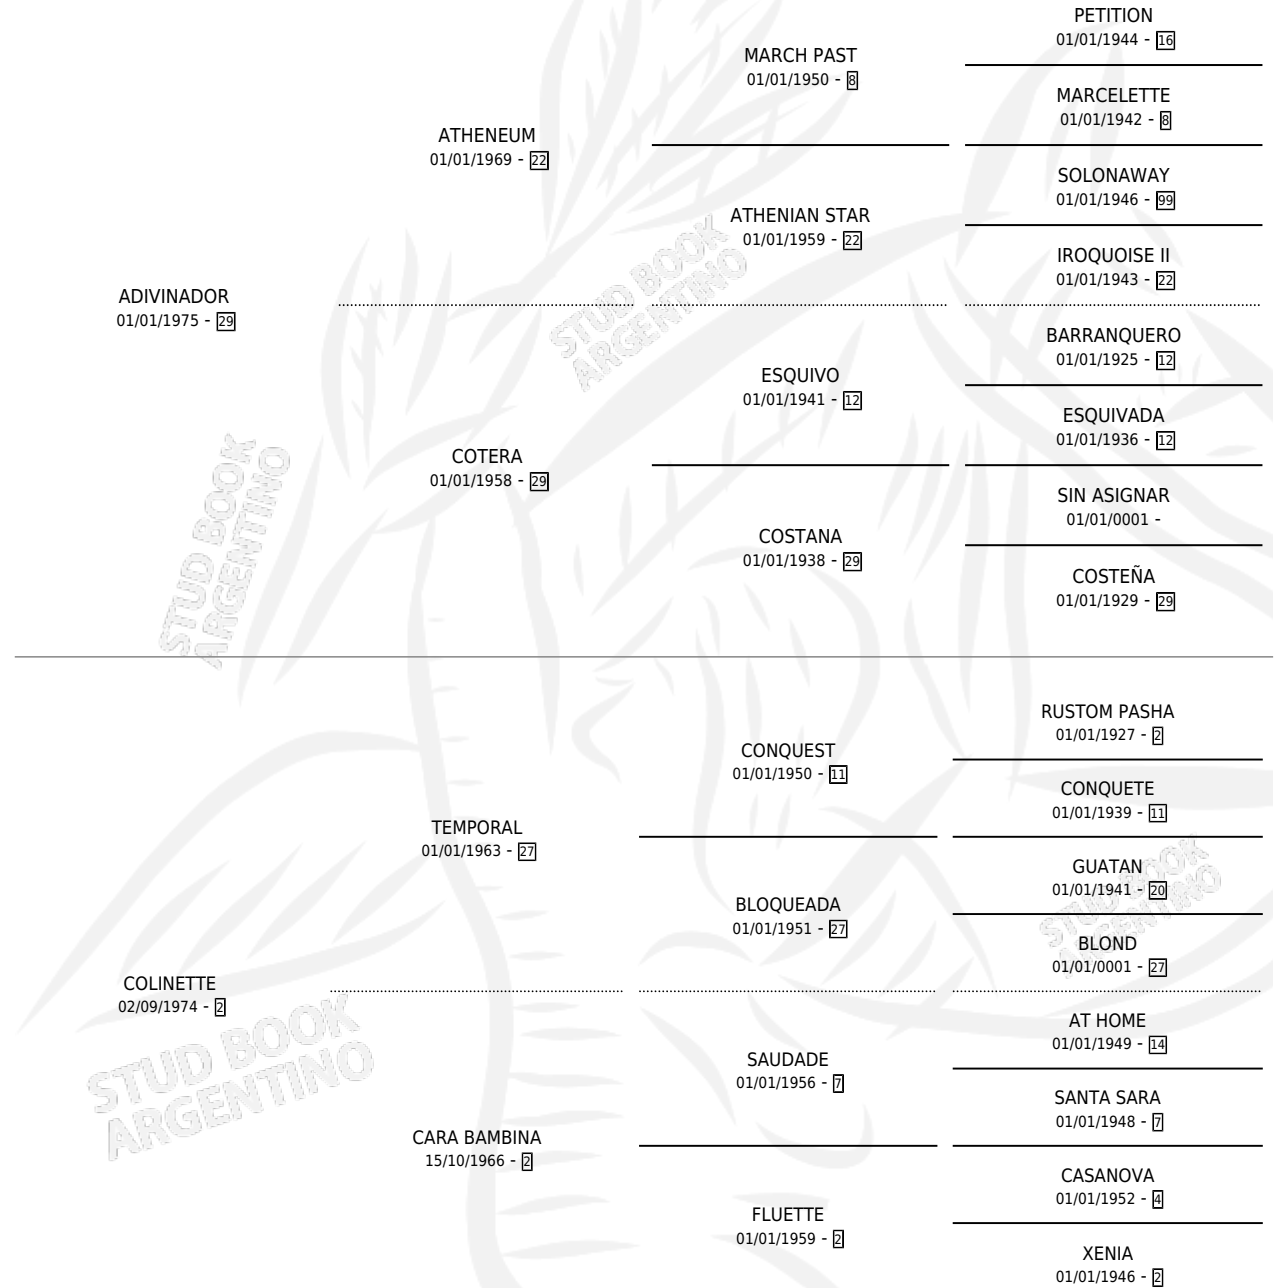 PETITION
01/01/1944 - 16
MARCH PAST
01/01/1950 - 8
MARCELETTE
01/01/1942 - 8
ATHENEUM
01/01/1969 - 22
SOLONAWAY
01/01/1946 - 99
ATHENIAN STAR
01/01/1959 - 22
IROQUOISE II
01/01/1943 - 22
ADIVINADOR
01/01/1975 - 29
BARRANQUERO
01/01/1925 - 12
ESQUIVO
01/01/1941 - 12
ESQUIVADA
01/01/1936 - 12
COTERA
01/01/1958 - 29
SIN ASIGNAR
01/01/0001 -
COSTANA
01/01/1938 - 29
COSTEÑA
01/01/1929 - 29
STUD BOOK
ARGENTINO
STUD BOOK
ARGENTINO
RUSTOM PASHA
01/01/1927 - 2
CONQUEST
01/01/1950 - 11
CONQUETE
01/01/1939 - 11
TEMPORAL
01/01/1963 - 27
GUATAN
01/01/1941 - 20
BLOQUEADA
01/01/1951 - 27
BLOND
01/01/0001 - 27
COLINETTE
02/09/1974 - 2
AT HOME
01/01/1949 - 14
SAUDADE
01/01/1956 - 7
SANTA SARA
01/01/1948 - 7
CARA BAMBINA
15/10/1966 - 2
CASANOVA
01/01/1952 - 4
FLUETTE
01/01/1959 - 2
XENIA
01/01/1946 - 2
STUD BOOK
ARGENTINO
STUD BOOK
ARGENTINO